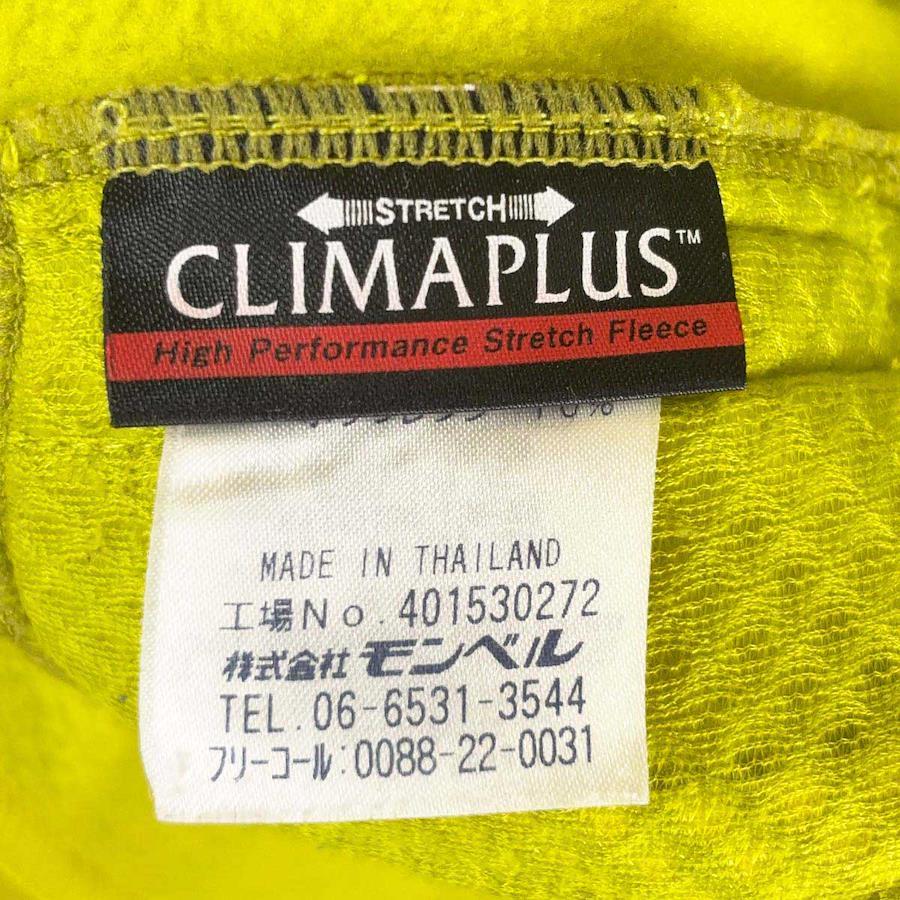 STRETCH
CLIMAPLUS™
High Performance Stretch Fleece
10%
MADE IN THAILAND
工場No.401530272
株式会社 モンベル
TEL.06-6531-3544
フリーコール:0088-22-0031